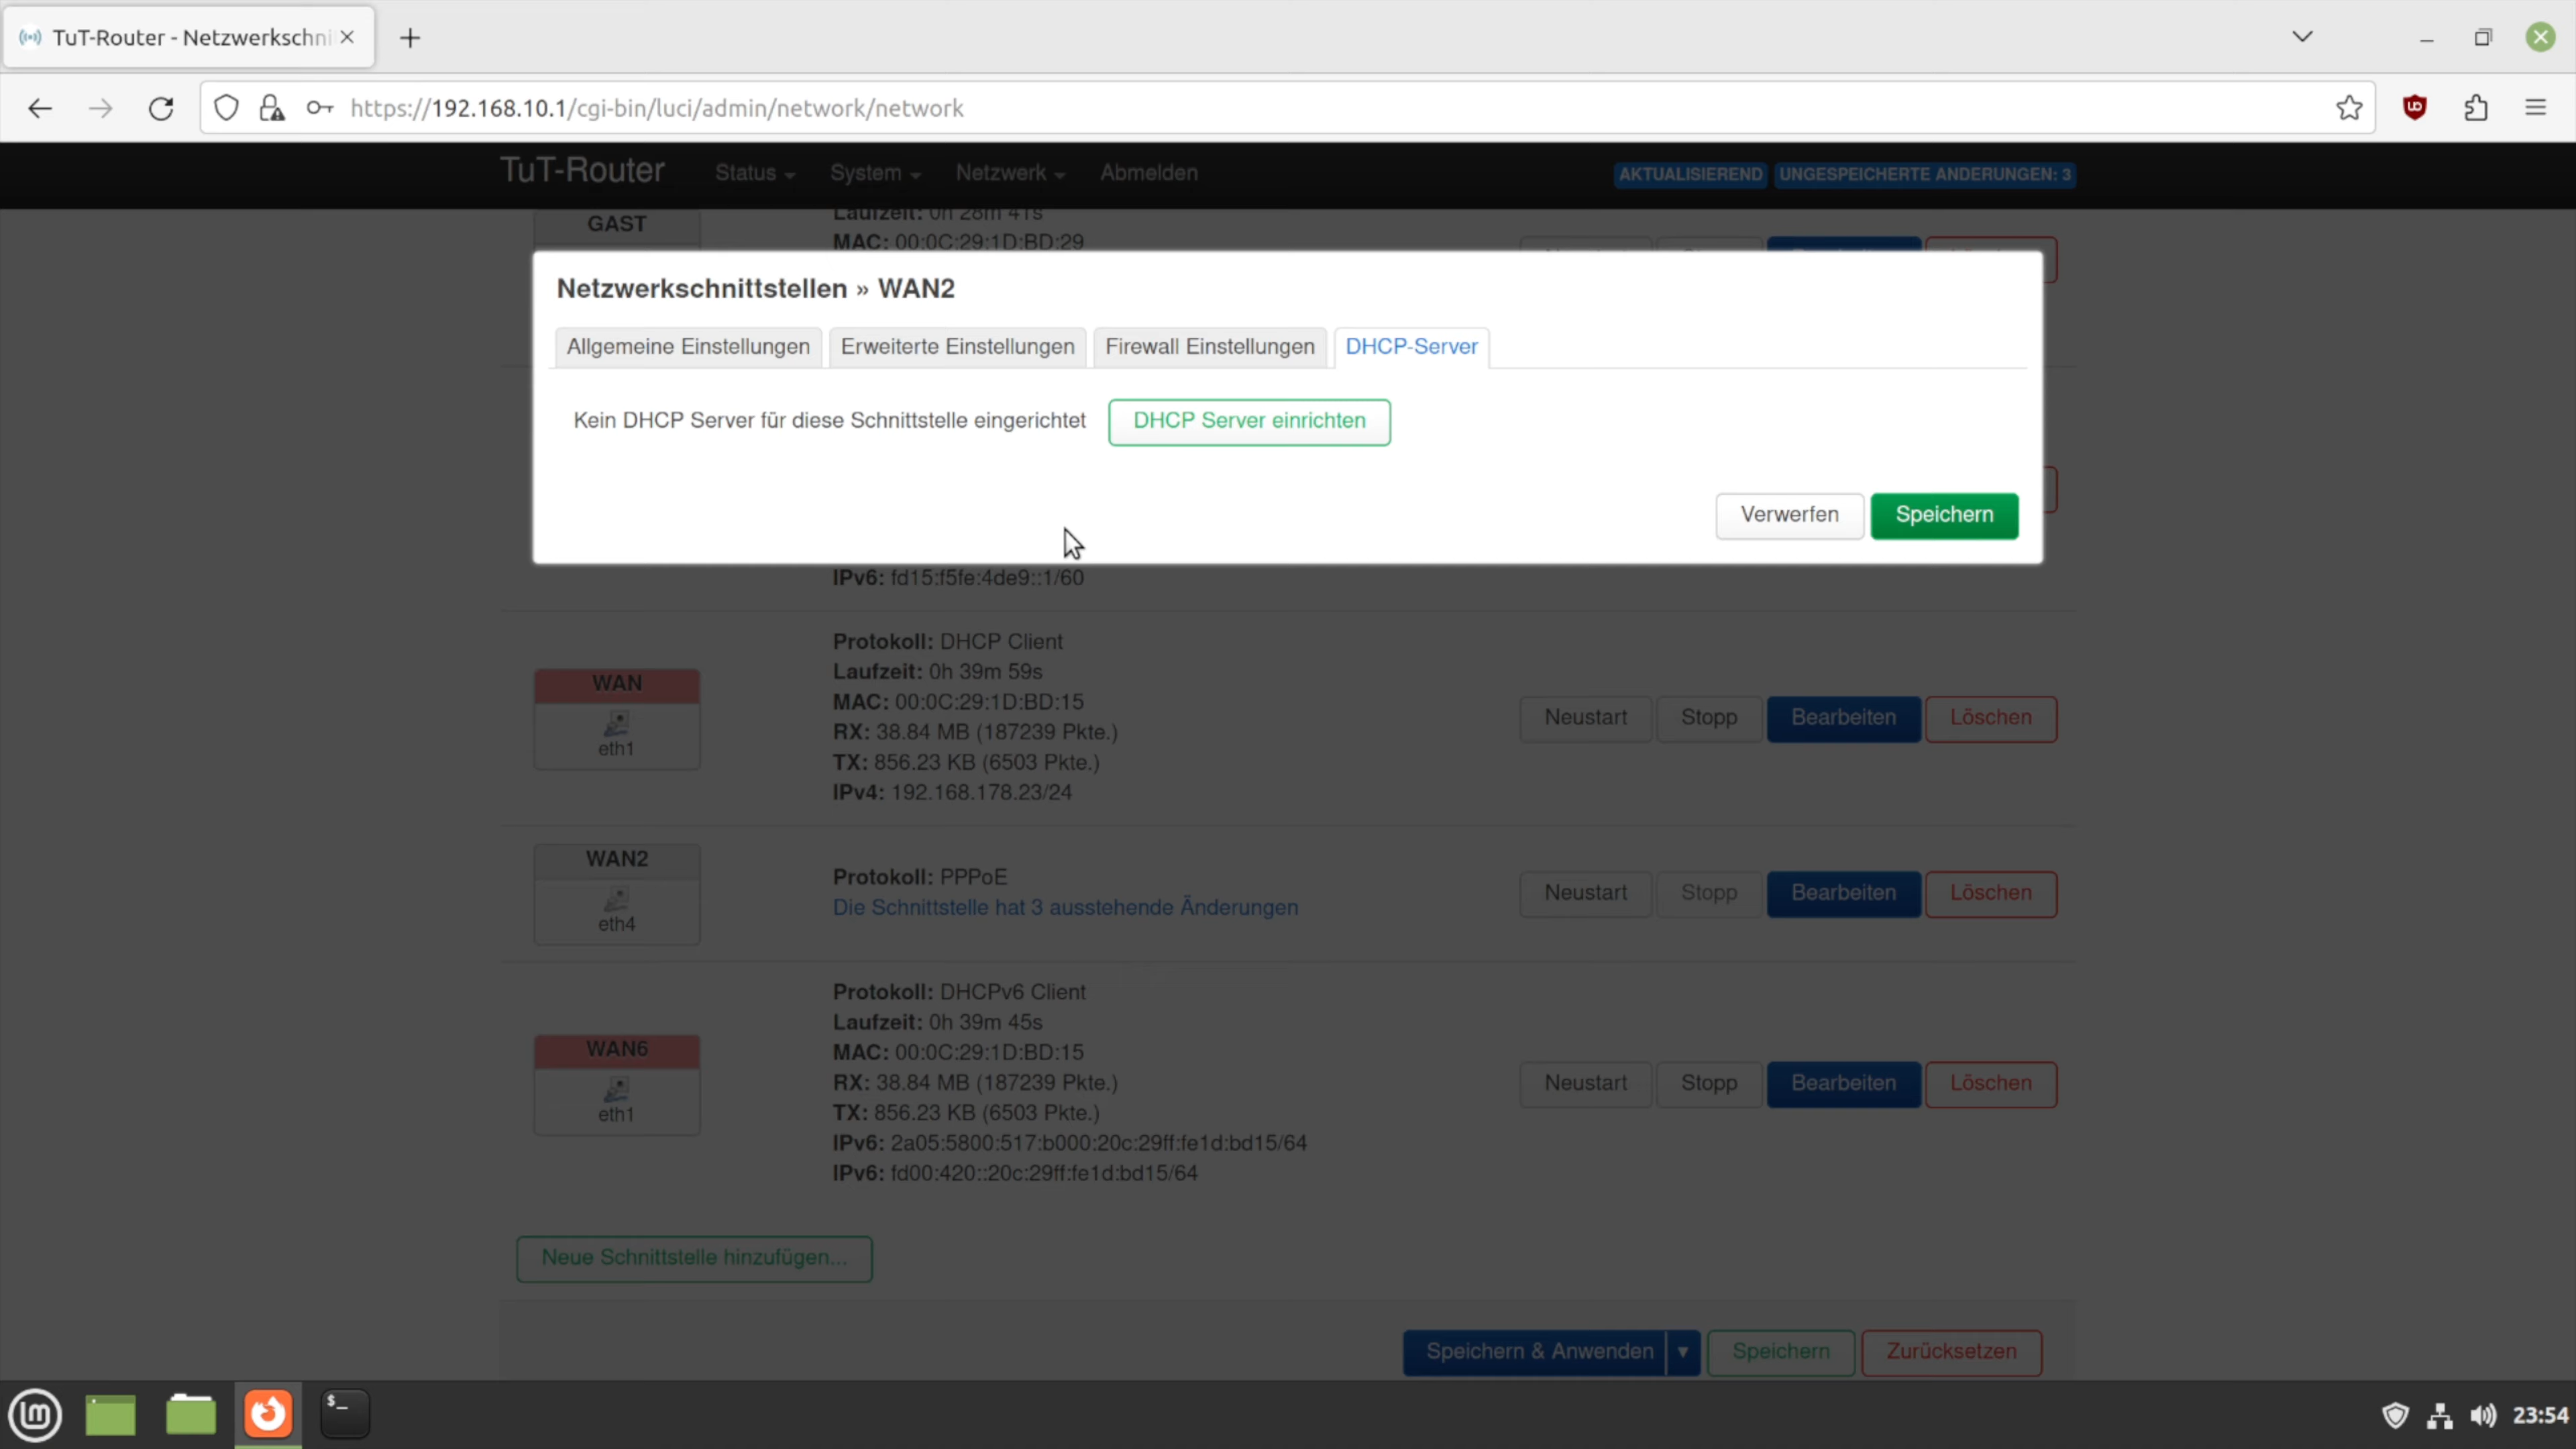 TuT-Router - Netzwerkschni
https://192.168.10.1/cgi-bin/luci/admin/network/network
TuT-Router Status System Netzwerk Abmelden AKTUALISIEREND UNGESPEICHERTE ÄNDERUNGEN: 3
GAST
Laufzeit: 0h 28m 41s
MAC: 00:0C:29:1D:BD:29
Netzwerkschnittstellen » WAN2
Allgemeine Einstellungen Erweiterte Einstellungen Firewall Einstellungen DHCP-Server
Kein DHCP Server für diese Schnittstelle eingerichtet DHCP Server einrichten
Verwerfen Speichern
IPv6: fd15:f5fe:4de9::1/60
WAN
eth1
Protokoll: DHCP Client
Laufzeit: 0h 39m 59s
MAC: 00:0C:29:1D:BD:15
RX: 38.84 MB (187239 Pkte.)
TX: 856.23 KB (6503 Pkte.)
IPv4: 192.168.178.23/24
Neustart Stopp Bearbeiten Löschen
WAN2
eth4
Protokoll: PPPoE
Die Schnittstelle hat 3 ausstehende Änderungen
Neustart Stopp Bearbeiten Löschen
WAN6
eth1
Protokoll: DHCPv6 Client
Laufzeit: 0h 39m 45s
MAC: 00:0C:29:1D:BD:15
RX: 38.84 MB (187239 Pkte.)
TX: 856.23 KB (6503 Pkte.)
IPv6: 2a05:5800:517:b000:20c:29ff:fe1d:bd15/64
IPv6: fd00:420::20c:29ff:fe1d:bd15/64
Neustart Stopp Bearbeiten Löschen
Neue Schnittstelle hinzufügen...
Speichern & Anwenden Speichern Zurücksetzen
23:54